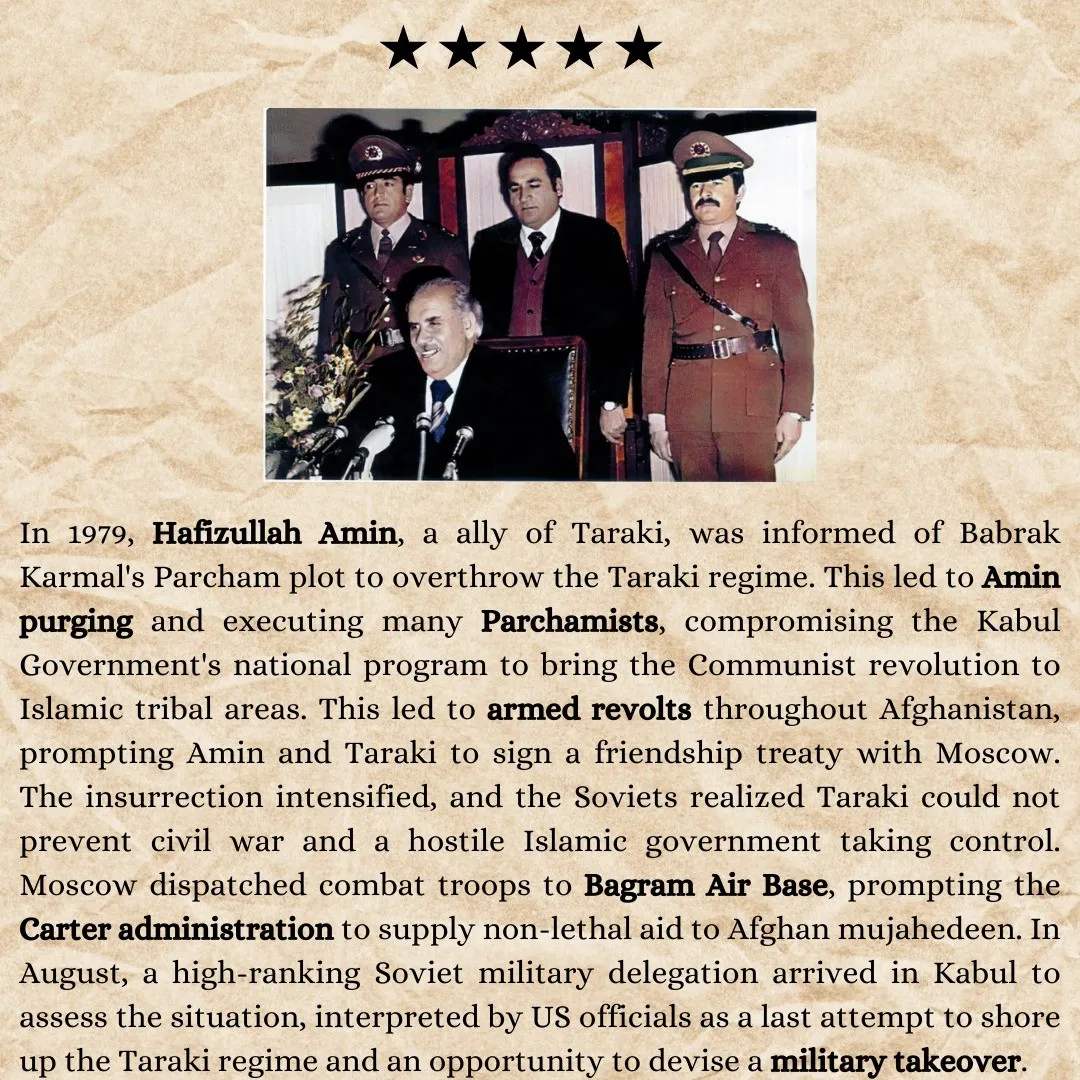 In 1979, Hafizullah Amin, a ally of Taraki, was informed of Babrak
Karmal's Parcham plot to overthrow the Taraki regime. This led to Amin
purging and executing many Parchamists, compromising the Kabul
Government's national program to bring the Communist revolution to
Islamic tribal areas. This led to armed revolts throughout Afghanistan,
prompting Amin and Taraki to sign a friendship treaty with Moscow.
The insurrection intensified, and the Soviets realized Taraki could not
prevent civil war and a hostile Islamic government taking control.
Moscow dispatched combat troops to Bagram Air Base, prompting the
Carter administration to supply non-lethal aid to Afghan mujahedeen. In
August, a high-ranking Soviet military delegation arrived in Kabul to
assess the situation, interpreted by US officials as a last attempt to shore
up the Taraki regime and an opportunity to devise a military takeover.